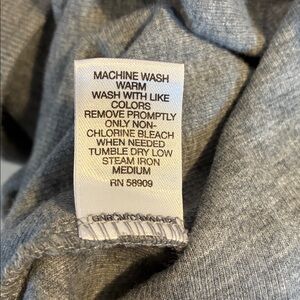 MACHINE WASH
WARM
WASH WITH LIKE
COLORS
REMOVE PROMPTLY
ONLY NON-
CHLORINE BLEACH
WHEN NEEDED
TUMBLE DRY LOW
STEAM IRON
MEDIUM
RN 58909